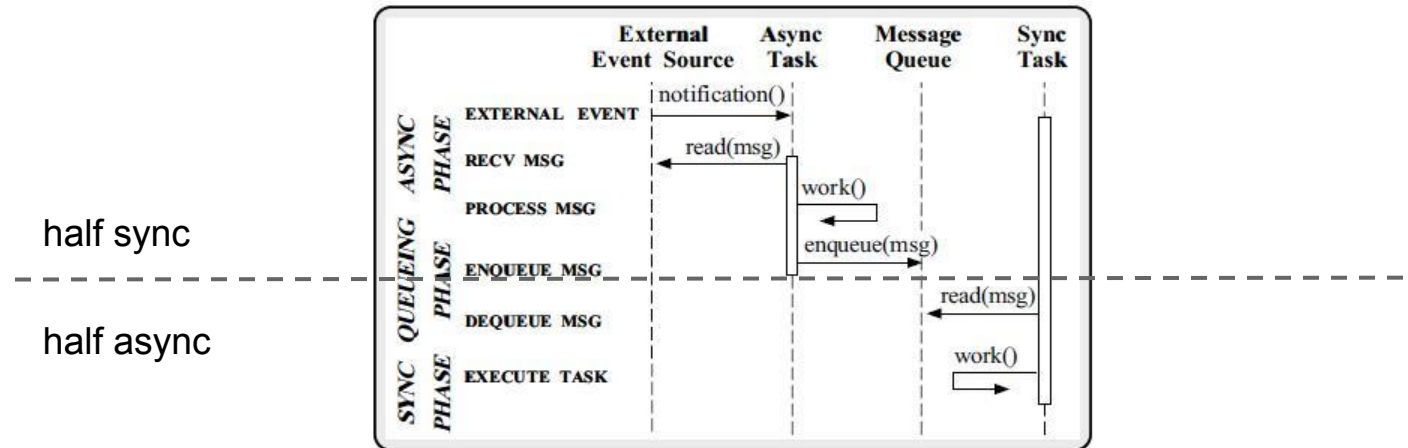 External Async Message Sync
Event Source Task Queue Task
notification()
EXTERNAL EVENT
ASYNC
PHASE
read(msg)
RECV MSG
work()
PROCESS MSG
half sync
enqueue(msg)
QUEUEING
PHASE
ENQUEUE MSG
read(msg)
DEQUEUE MSG
half async
work()
SYNC
PHASE
EXECUTE TASK